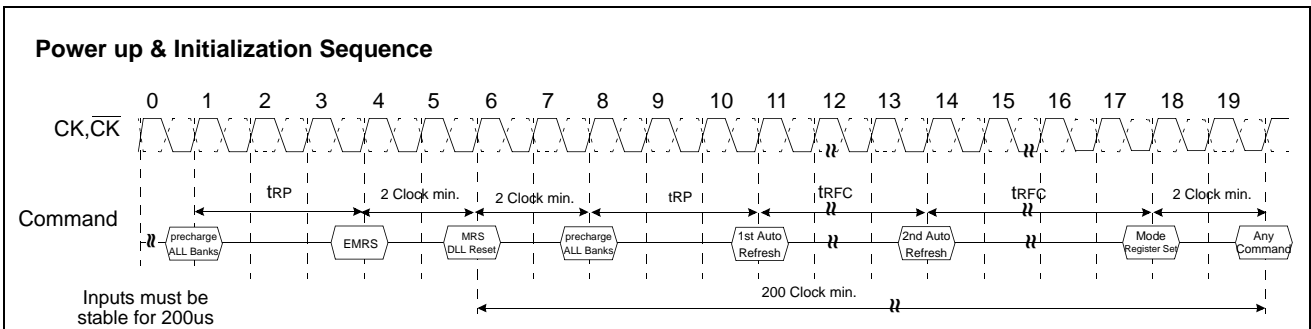 Power up & Initialization Sequence
0 1 2 3 4 5 6 7 8 9 10 11 12 13 14 15 16 17 18 19
CK,CK
tRP 2 Clock min. 2 Clock min. tRP tRFC tRFC 2 Clock min.
Command
precharge
ALL Banks
EMRS
MRS
DLL Reset
precharge
ALL Banks
1st Auto
Refresh
2nd Auto
Refresh
Mode
Register Set
Any
Command
200 Clock min.
Inputs must be
stable for 200us